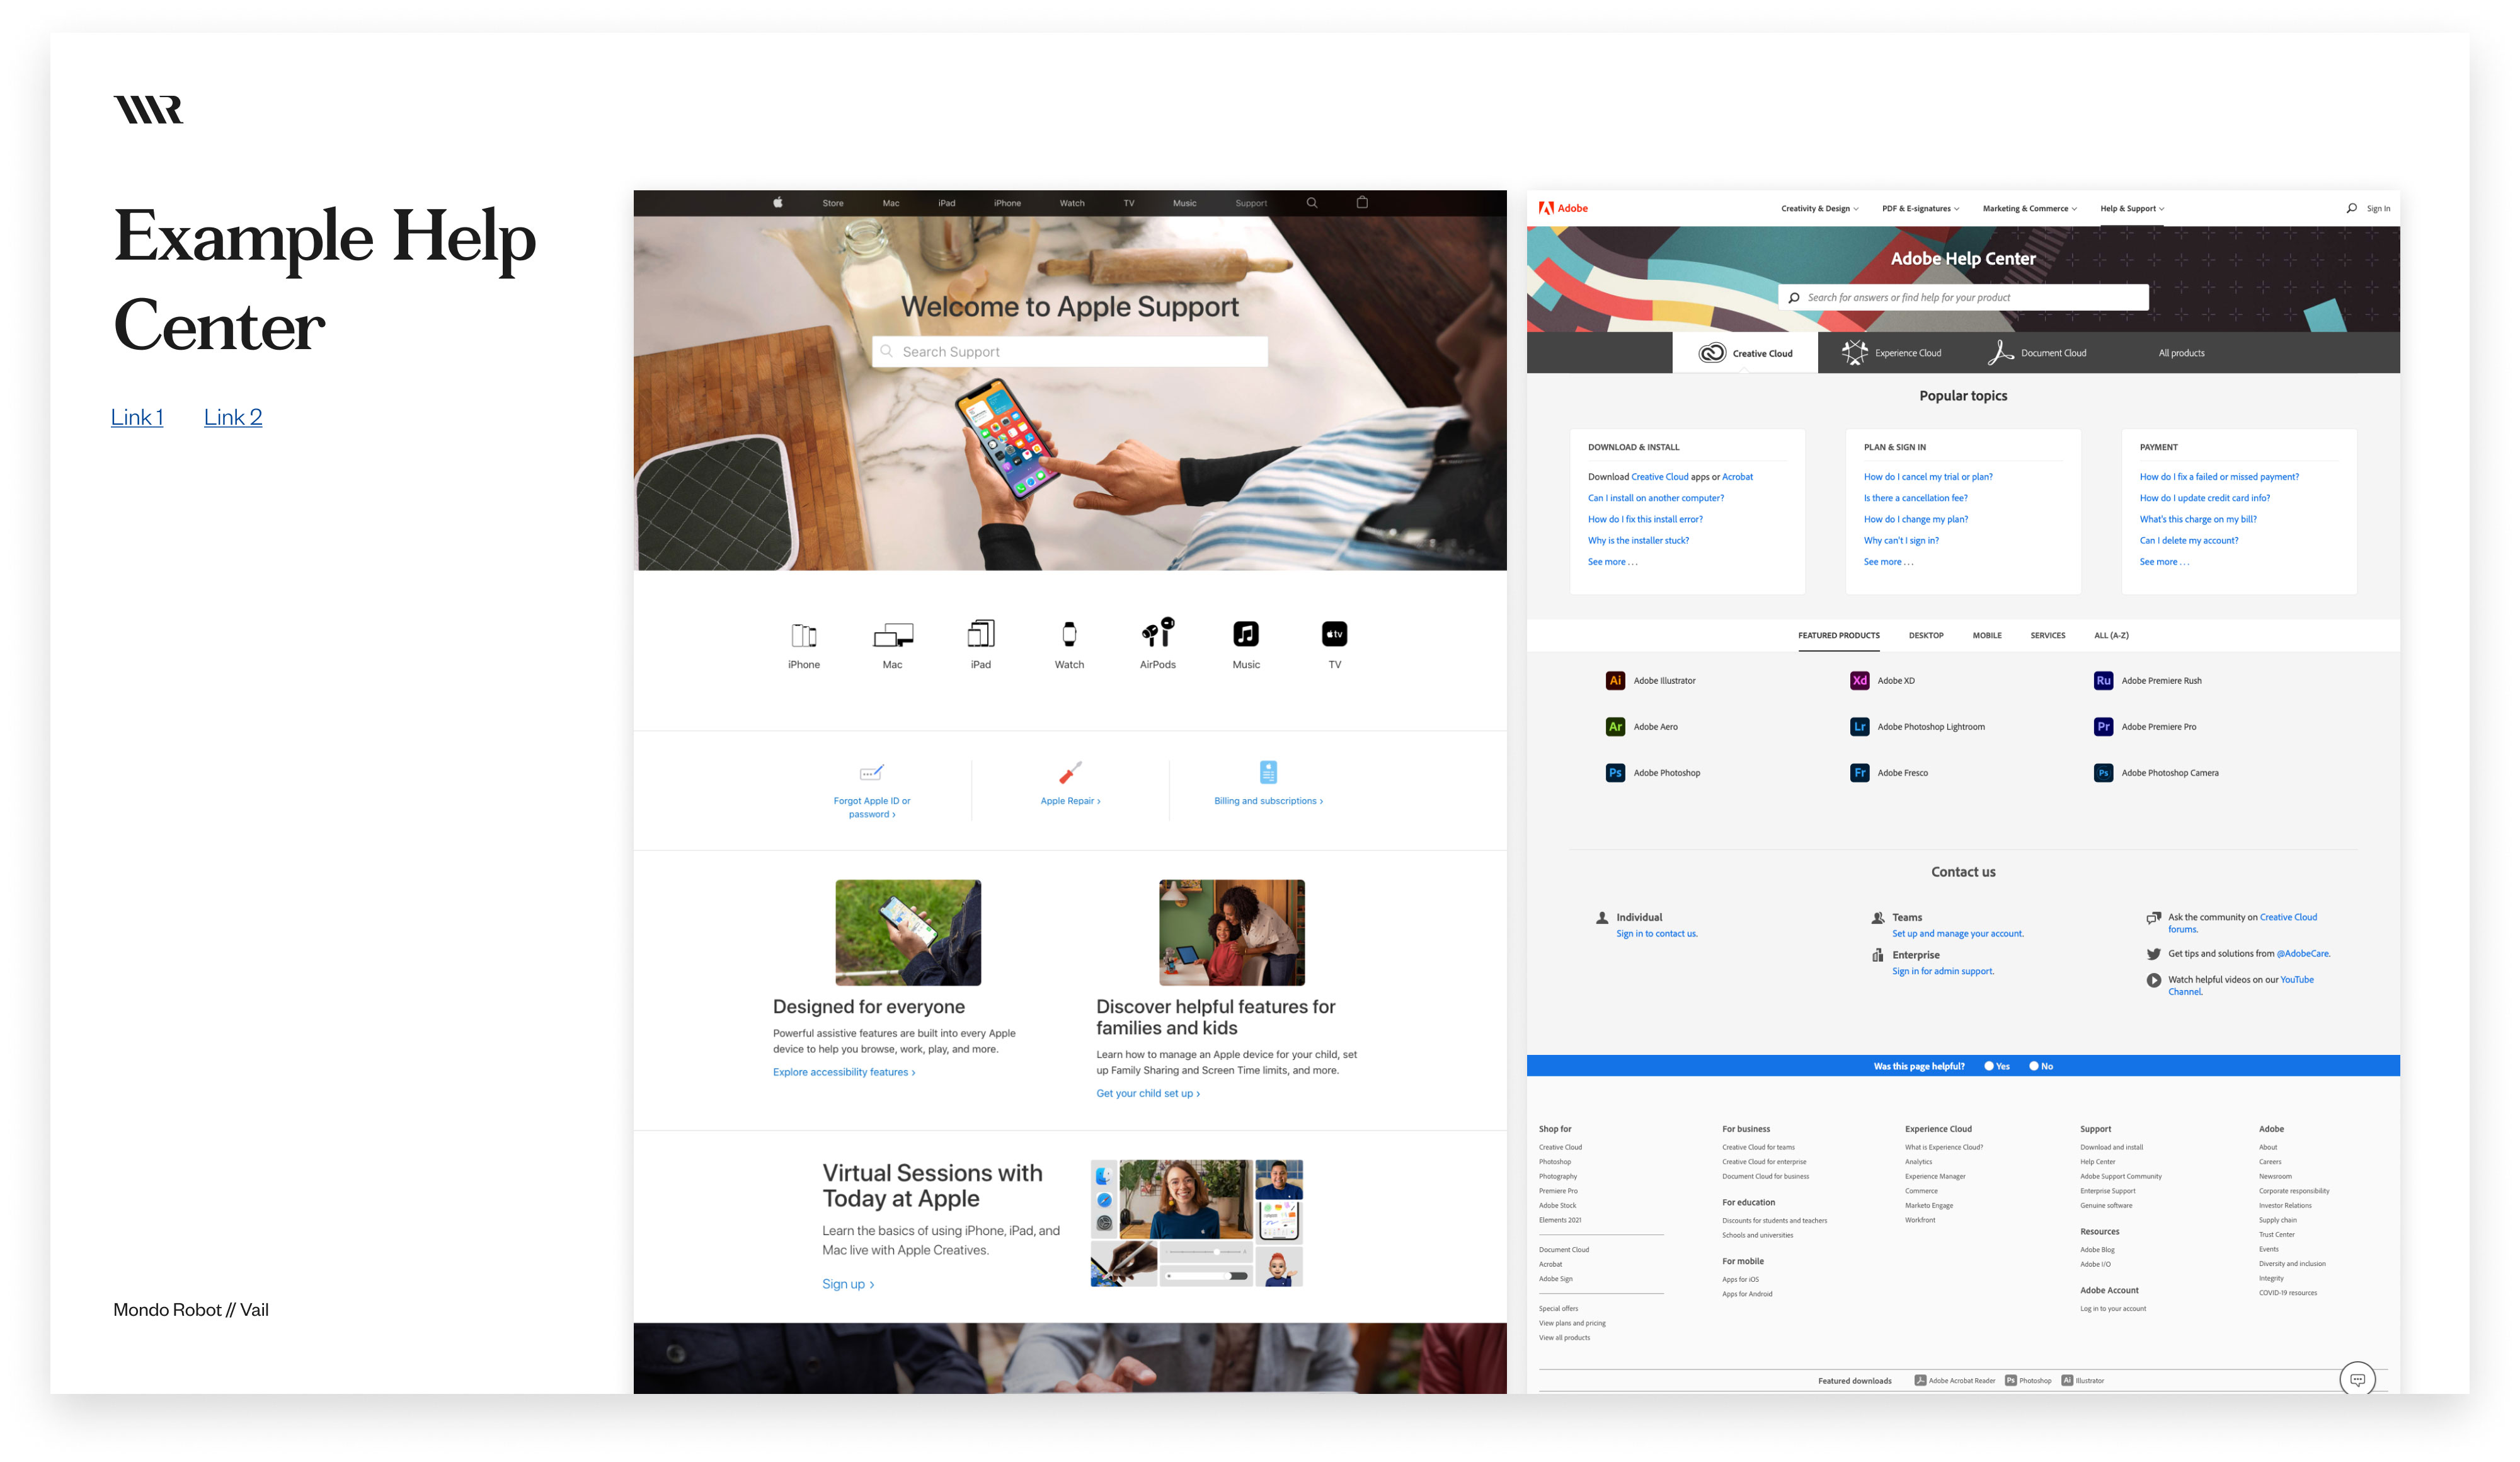 Example Help
Center
Link 1 Link 2
Mondo Robot // Vail
Store Mac iPad iPhone Watch TV Music Support
Welcome to Apple Support
Search Support
iPhone Mac iPad Watch AirPods Music TV
tv
Forgot Apple ID or
password ›
Apple Repair ›
Billing and subscriptions ›
Designed for everyone
Powerful assistive features are built into every Apple
device to help you browse, work, play, and more.
Explore accessibility features ›
Discover helpful features for
families and kids
Learn how to manage an Apple device for your child, set
up Family Sharing and Screen Time limits, and more.
Get your child set up ›
Virtual Sessions with
Today at Apple
Learn the basics of using iPhone, iPad, and
Mac live with Apple Creatives.
Sign up ›
Adobe
Creativity & Design PDF & E-signatures Marketing & Commerce Help & Support
Sign In
Adobe Help Center
Search for answers or find help for your product
Creative Cloud Experience Cloud Document Cloud All products
Popular topics
DOWNLOAD & INSTALL
Download Creative Cloud apps or Acrobat
Can I install on another computer?
How do I fix this install error?
Why is the installer stuck?
See more . . .
PLAN & SIGN IN
How do I cancel my trial or plan?
Is there a cancellation fee?
How do I change my plan?
Why can't I sign in?
See more . . .
PAYMENT
How do I fix a failed or missed payment?
How do I update credit card info?
What's this charge on my bill?
Can I delete my account?
See more . . .
FEATURED PRODUCTS DESKTOP MOBILE SERVICES ALL (A-Z)
Ai Adobe Illustrator
Xd Adobe XD
Ru Adobe Premiere Rush
Ar Adobe Aero
Lr Adobe Photoshop Lightroom
Pr Adobe Premiere Pro
Ps Adobe Photoshop
Fr Adobe Fresco
Ps Adobe Photoshop Camera
Contact us
Individual
Sign in to contact us.
Teams
Set up and manage your account.
Enterprise
Sign in for admin support.
Ask the community on Creative Cloud
forums.
Get tips and solutions from @AdobeCare.
Watch helpful videos on our YouTube
Channel.
Was this page helpful? Yes No
Shop for
Creative Cloud
Photoshop
Photography
Premiere Pro
Adobe Stock
Elements 2021
Document Cloud
Acrobat
Adobe Sign
Special offers
View plans and pricing
View all products
For business
Creative Cloud for teams
Creative Cloud for enterprise
Document Cloud for business
For education
Discounts for students and teachers
Schools and universities
For mobile
Apps for iOS
Apps for Android
Experience Cloud
What is Experience Cloud?
Analytics
Experience Manager
Commerce
Marketo Engage
Workfront
Support
Download and install
Help Center
Adobe Support Community
Enterprise Support
Genuine software
Resources
Adobe Blog
Adobe I/O
Adobe Account
Log in to your account
Adobe
About
Careers
Newsroom
Corporate responsibility
Investor Relations
Supply chain
Trust Center
Events
Diversity and inclusion
Integrity
COVID-19 resources
Featured downloads Adobe Acrobat Reader Ps Photoshop Ai Illustrator